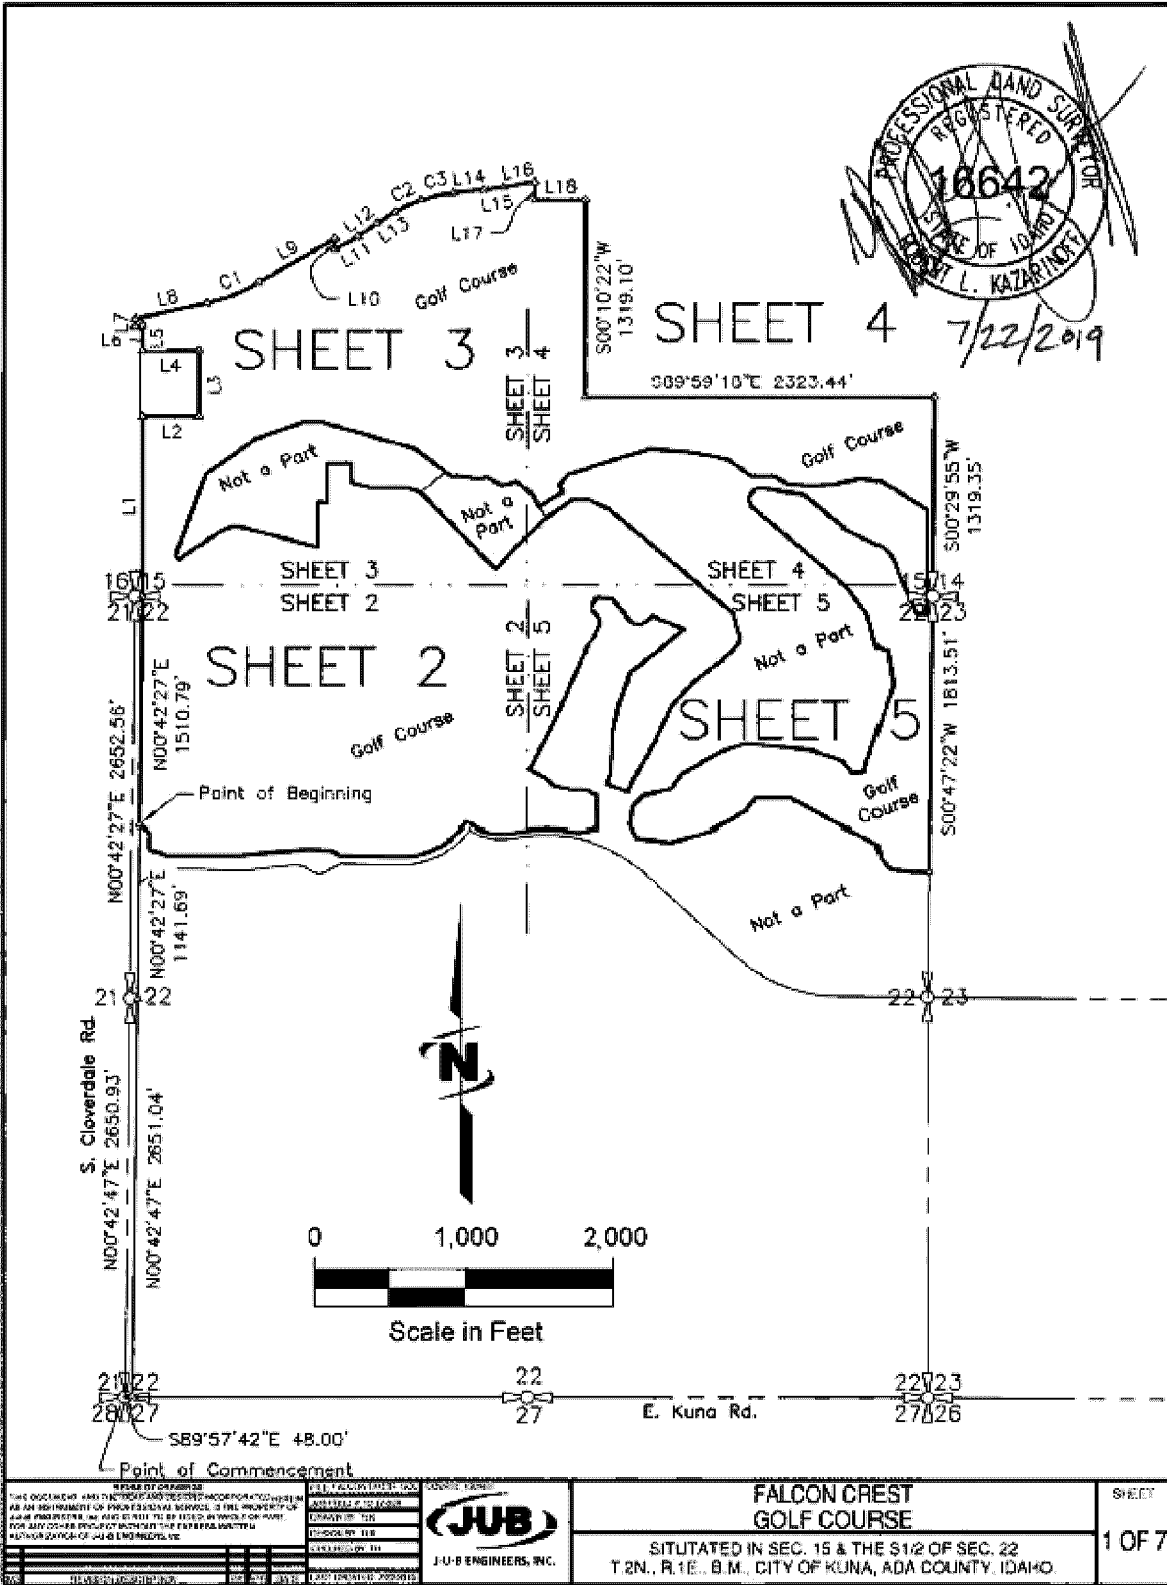 PROFESSIONAL LAND SURVEYOR
REGISTERED
16642
STATE OF IDAHO
L. KAZARINOFF
7/22/2019
L16
L14
C3
C2
L18
L15
L12
L13
L17
L11
L9
L10
C1
L8
L7
L6
L5
L4
L3
L2
L1
Golf Course
S00°10'22"W
1319.10'
SHEET 3
SHEET 4
SHEET 3
SHEET 4
S89°59'18"E 2323.44'
Golf Course
Not a Part
Not a
Part
S00°29'55"W
1319.35'
SHEET 3
SHEET 4
16 15
21 22
15 14
22 23
SHEET 2
SHEET 5
SHEET 2
SHEET 5
SHEET 2
Not a Part
SHEET 5
Golf Course
N00°42'27"E 2652.56'
N00°42'27"E
1510.79'
S00°47'22"W 1813.51'
Point of Beginning
Golf
Course
N00°42'27"E
1141.69'
Not a Part
21 22
22 23
N
S. Cloverdale Rd.
N00°42'47"E 2650.93'
N00°42'47"E 2651.04'
0 1,000 2,000
Scale in Feet
21 22
28 27
22
27
22 23
27 26
E. Kuna Rd.
S89°57'42"E 48.00'
Point of Commencement
J-U-B
J-U-B ENGINEERS, INC.
FALCON CREST
GOLF COURSE
SITUTATED IN SEC. 15 & THE S1/2 OF SEC. 22
T.2N., R.1E., B.M., CITY OF KUNA, ADA COUNTY, IDAHO.
SHEET
1 OF 7